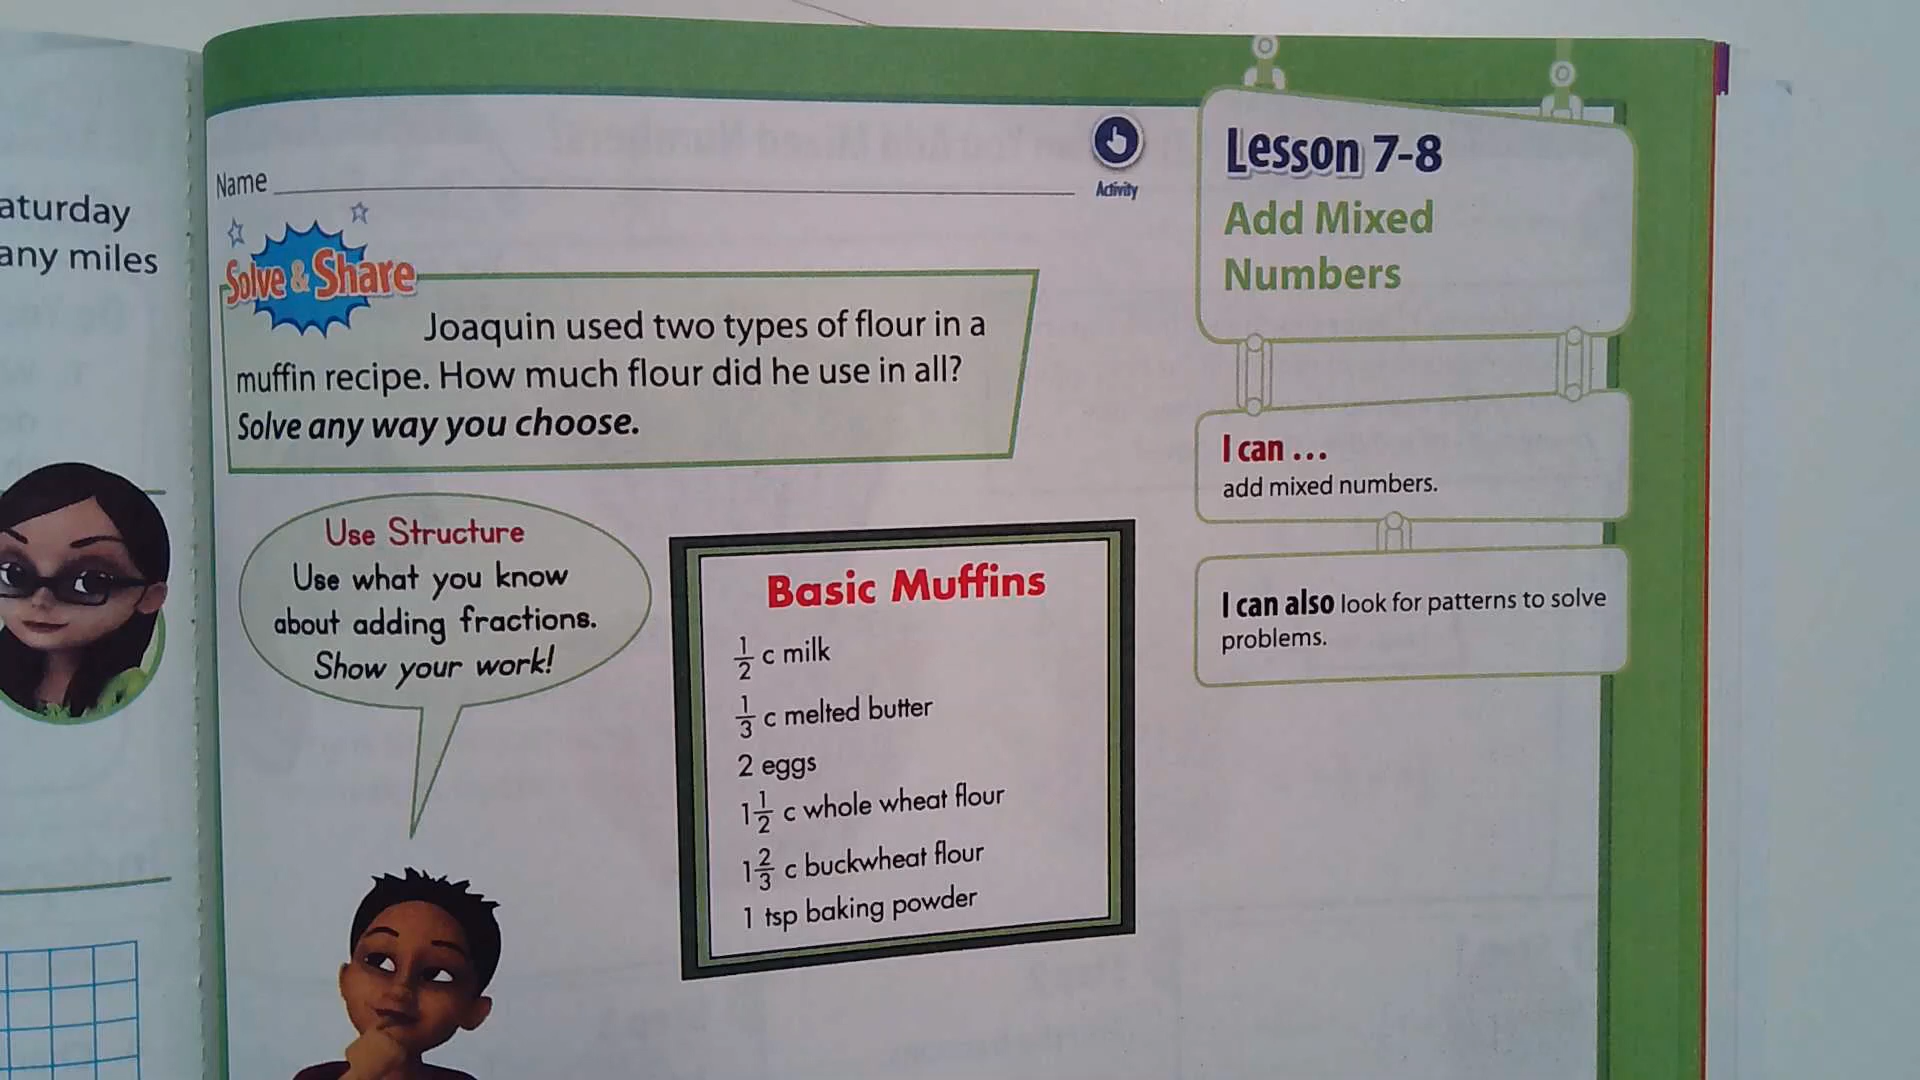 aturday
any miles
Name
Activity
Solve & Share
Joaquin used two types of flour in a
muffin recipe. How much flour did he use in all?
Solve any way you choose.
Use Structure
Use what you know
about adding fractions.
Show your work!
Basic Muffins
1/2 c milk
1/3 c melted butter
2 eggs
1 1/2 c whole wheat flour
1 2/3 c buckwheat flour
1 tsp baking powder
Lesson 7-8
Add Mixed
Numbers
I can ...
add mixed numbers.
I can also look for patterns to solve
problems.